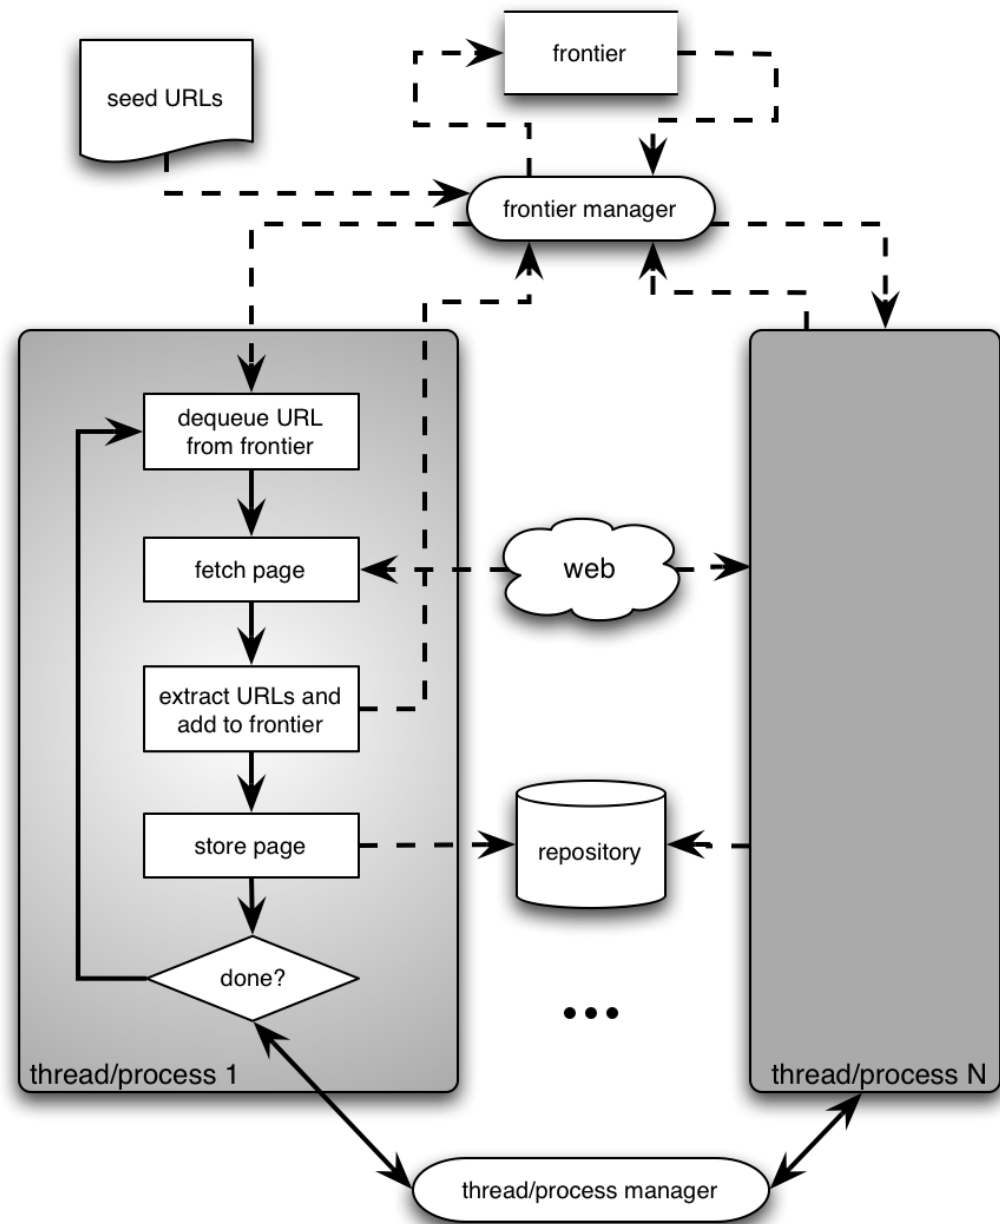 seed URLs
frontier
frontier manager
dequeue URL
from frontier
fetch page
web
extract URLs and
add to frontier
store page
repository
done?
•••
thread/process 1
thread/process N
thread/process manager